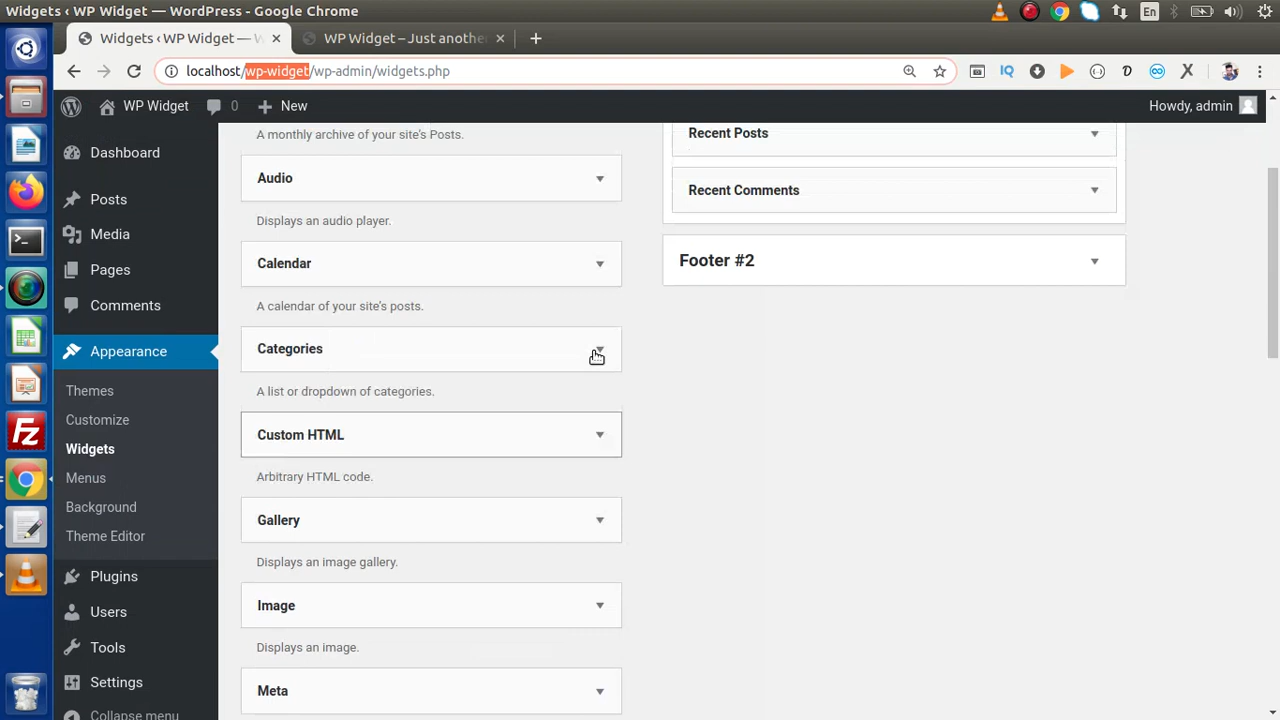 Widgets ‹ WP Widget — WordPress - Google Chrome
En
Widgets ‹ WP Widget — 
WP Widget – Just anothe
localhost/wp-widget/wp-admin/widgets.php
IQ
WP Widget
0
New
Howdy, admin
Dashboard
Posts
Media
Pages
Comments
Appearance
Themes
Customize
Widgets
Menus
Background
Theme Editor
Plugins
Users
Tools
Settings
Collapse menu
A monthly archive of your site's Posts.
Audio
Displays an audio player.
Calendar
A calendar of your site's posts.
Categories
A list or dropdown of categories.
Custom HTML
Arbitrary HTML code.
Gallery
Displays an image gallery.
Image
Displays an image.
Meta
Recent Posts
Recent Comments
Footer #2